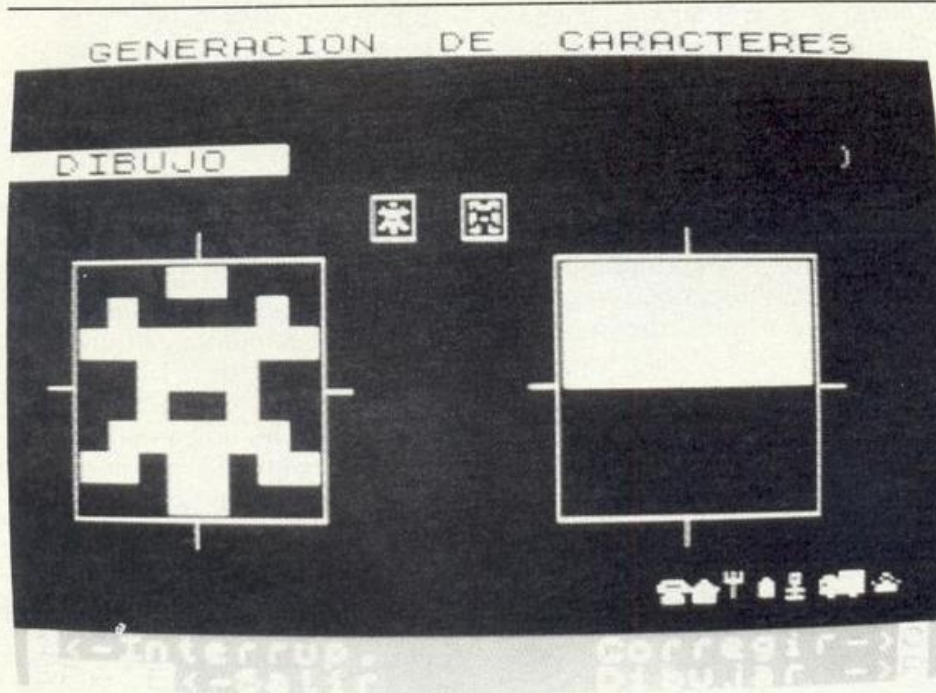 GENERACION DE CARACTERES
DIBUJO
<-Interrup. Corregir->
<-Salir Dibujar ->